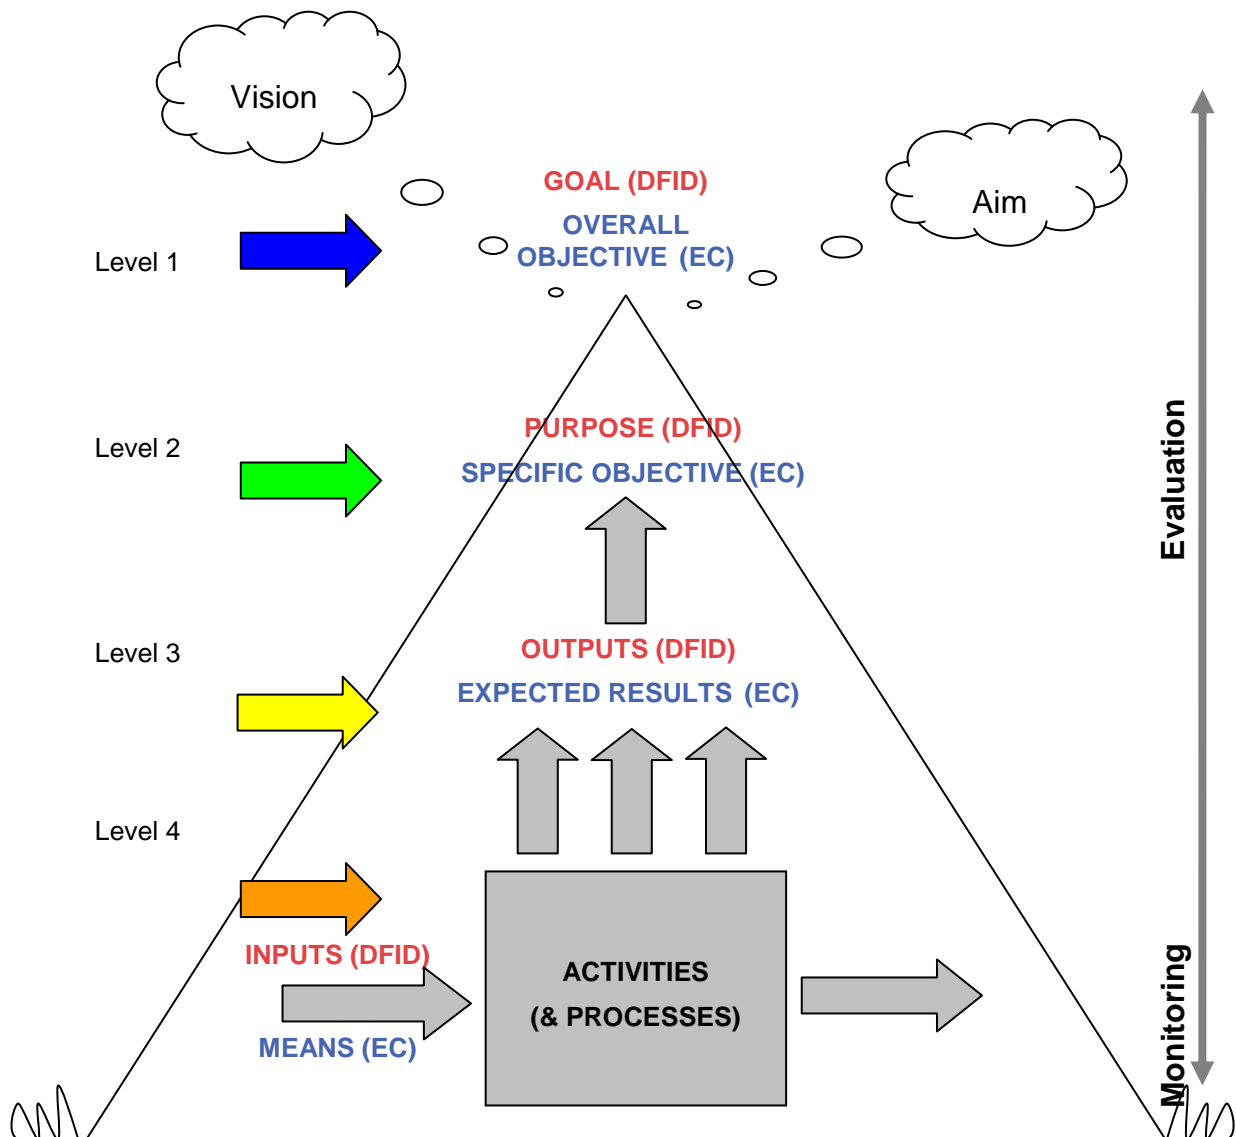 Vision
Aim
GOAL (DFID)
OVERALL
OBJECTIVE (EC)
Level 1
PURPOSE (DFID)
Level 2
SPECIFIC OBJECTIVE (EC)
Evaluation
OUTPUTS (DFID)
Level 3
EXPECTED RESULTS (EC)
Level 4
INPUTS (DFID)
ACTIVITIES
(& PROCESSES)
MEANS (EC)
Monitoring